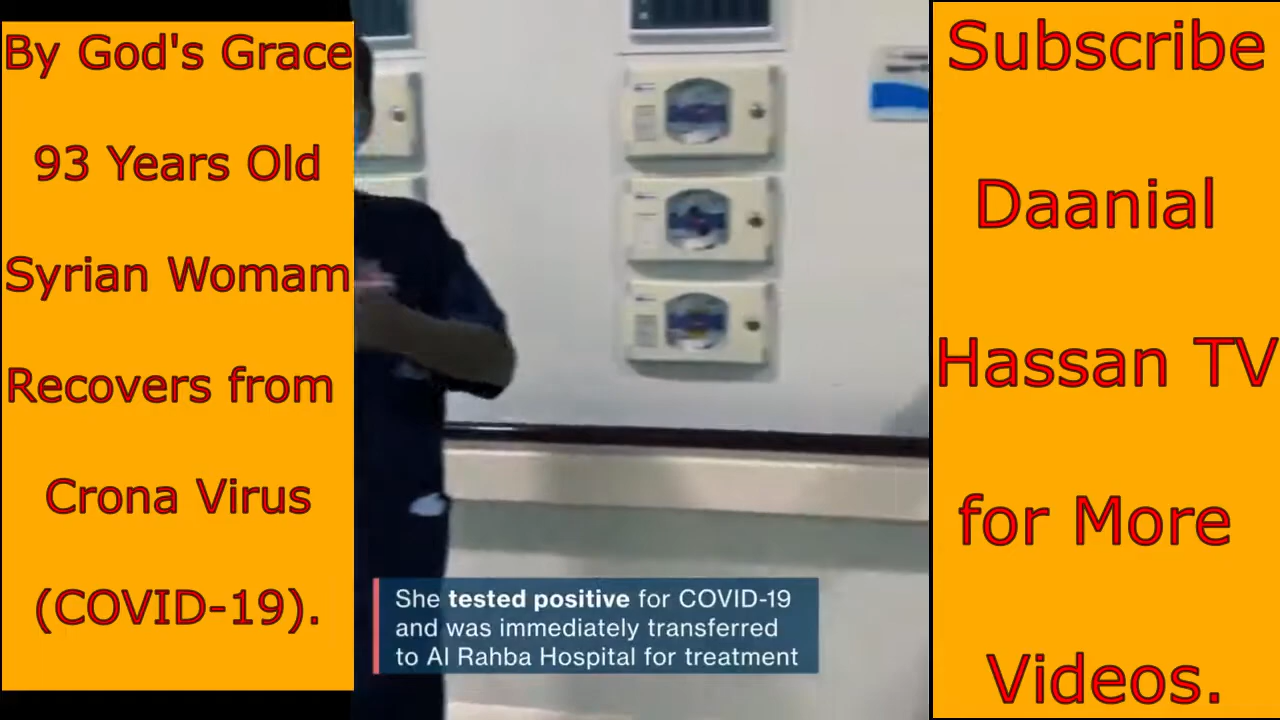 By God's Grace
93 Years Old
Syrian Womam
Recovers from
Crona Virus
(COVID-19).
She tested positive for COVID-19
and was immediately transferred
to Al Rahba Hospital for treatment
Subscribe
Daanial
Hassan TV
for More
Videos.